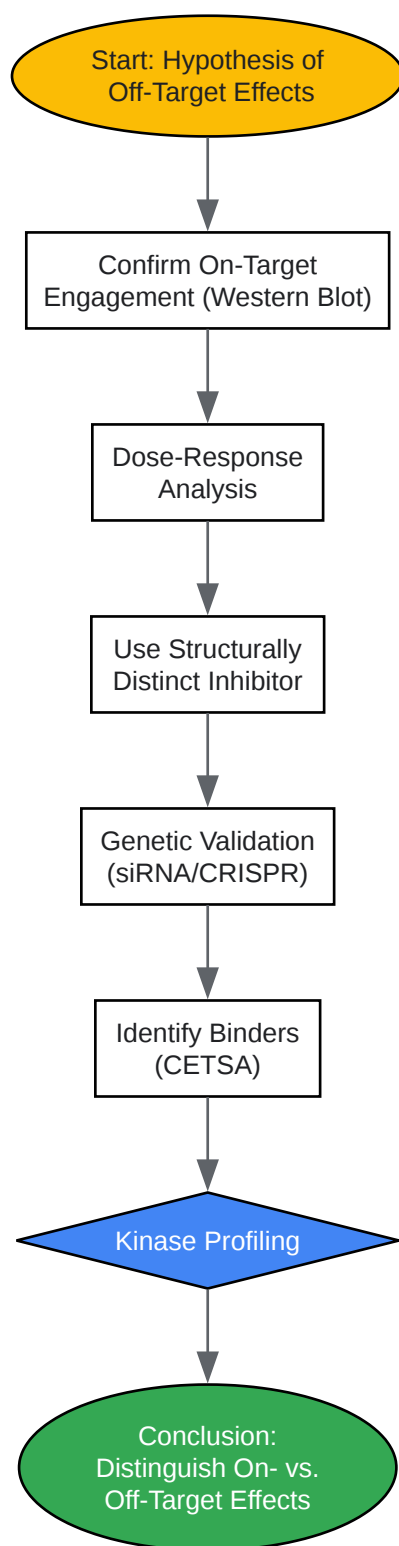 Start: Hypothesis of
Off-Target Effects
Confirm On-Target
Engagement (Western Blot)
Dose-Response
Analysis
Use Structurally
Distinct Inhibitor
Genetic Validation
(siRNA/CRISPR)
Identify Binders
(CETSA)
Kinase Profiling
Conclusion:
Distinguish On- vs.
Off-Target Effects